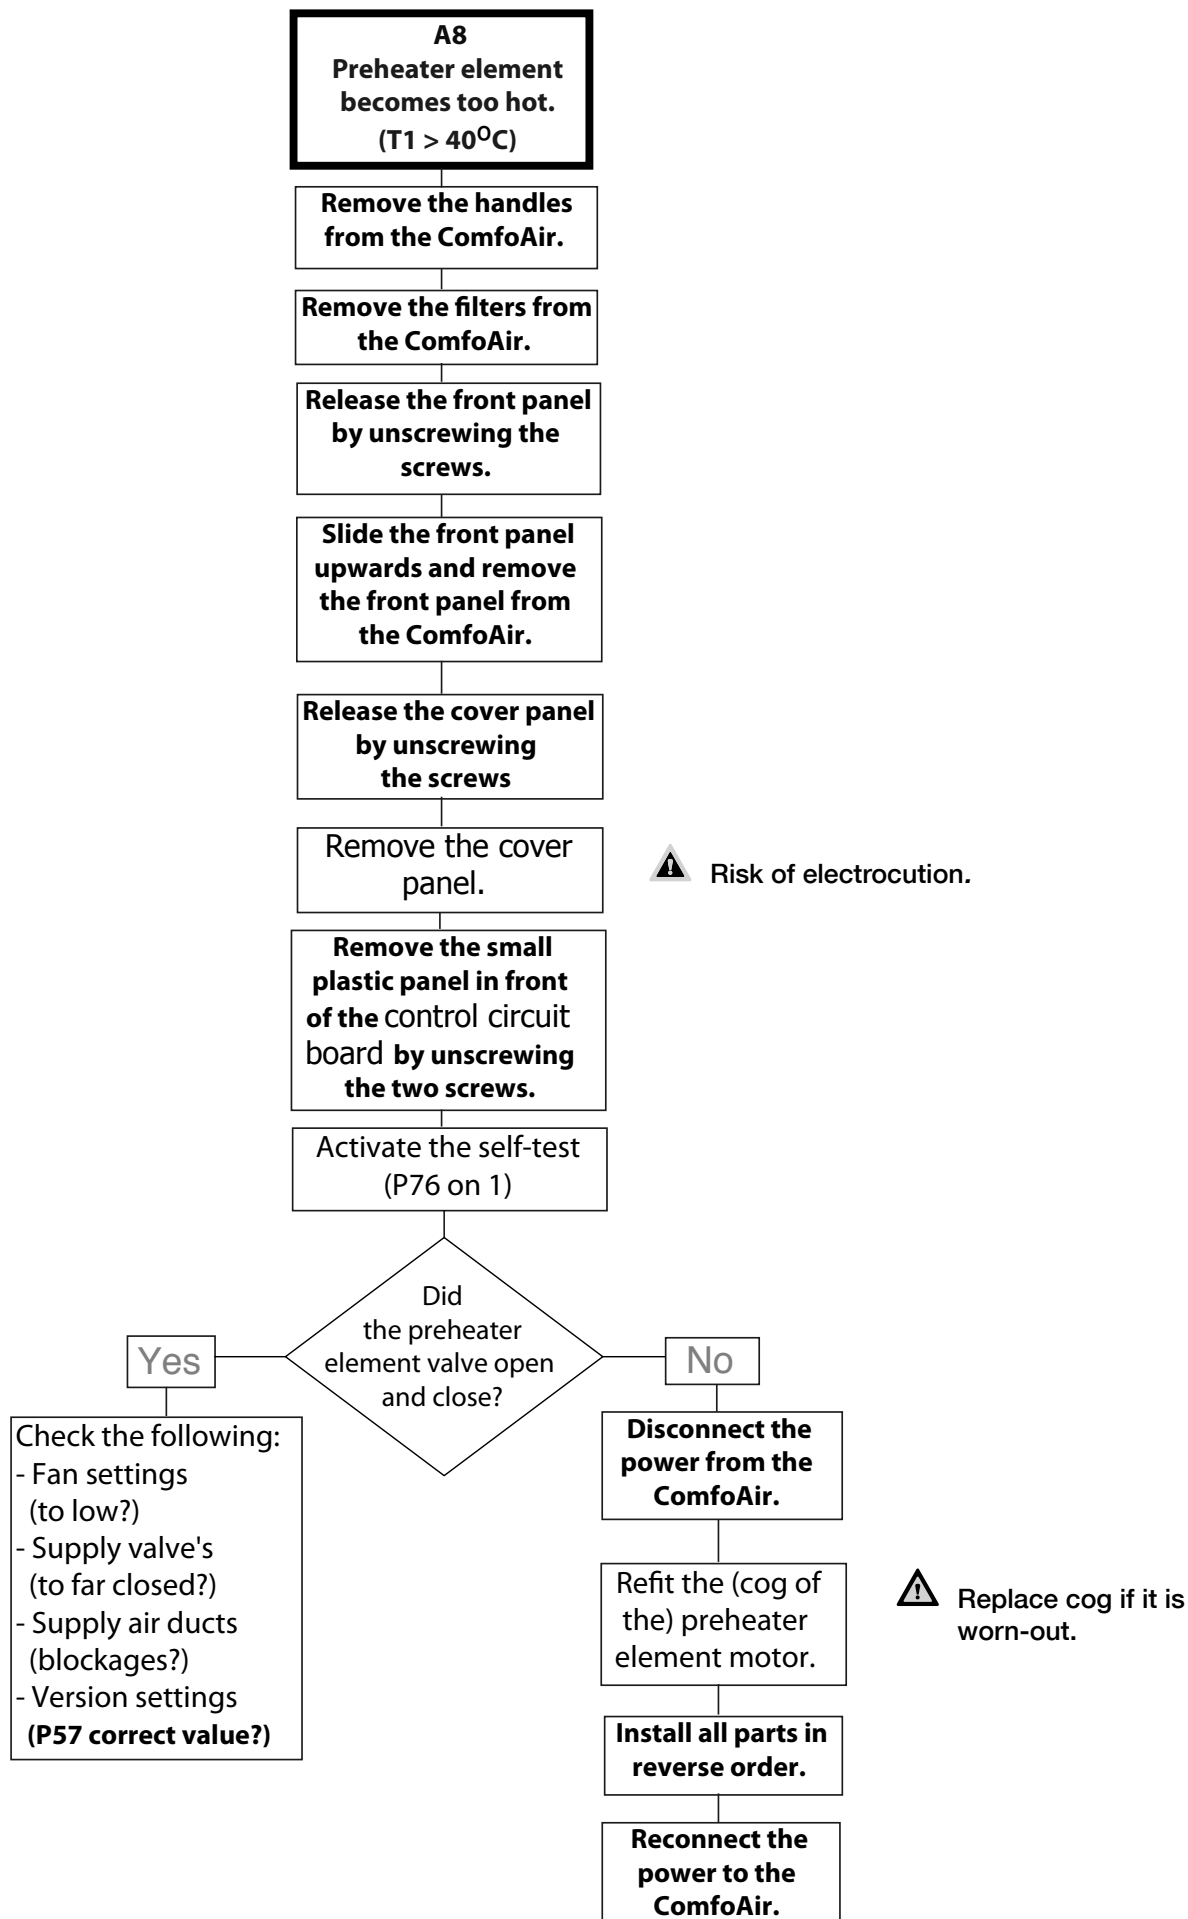 A8
Preheater element
becomes too hot.
(T1 > 40°C)
Remove the handles
from the ComfoAir.
Remove the filters from
the ComfoAir.
Release the front panel
by unscrewing the
screws.
Slide the front panel
upwards and remove
the front panel from
the ComfoAir.
Release the cover panel
by unscrewing
the screws
Remove the cover
panel.
Risk of electrocution.
Remove the small
plastic panel in front
of the control circuit
board by unscrewing
the two screws.
Activate the self-test
(P76 on 1)
Did
the preheater
element valve open
and close?
Yes
Check the following:
- Fan settings
(to low?)
- Supply valve's
(to far closed?)
- Supply air ducts
(blockages?)
- Version settings
(P57 correct value?)
No
Disconnect the
power from the
ComfoAir.
Refit the (cog of
the) preheater
element motor.
Replace cog if it is
worn-out.
Install all parts in
reverse order.
Reconnect the
power to the
ComfoAir.